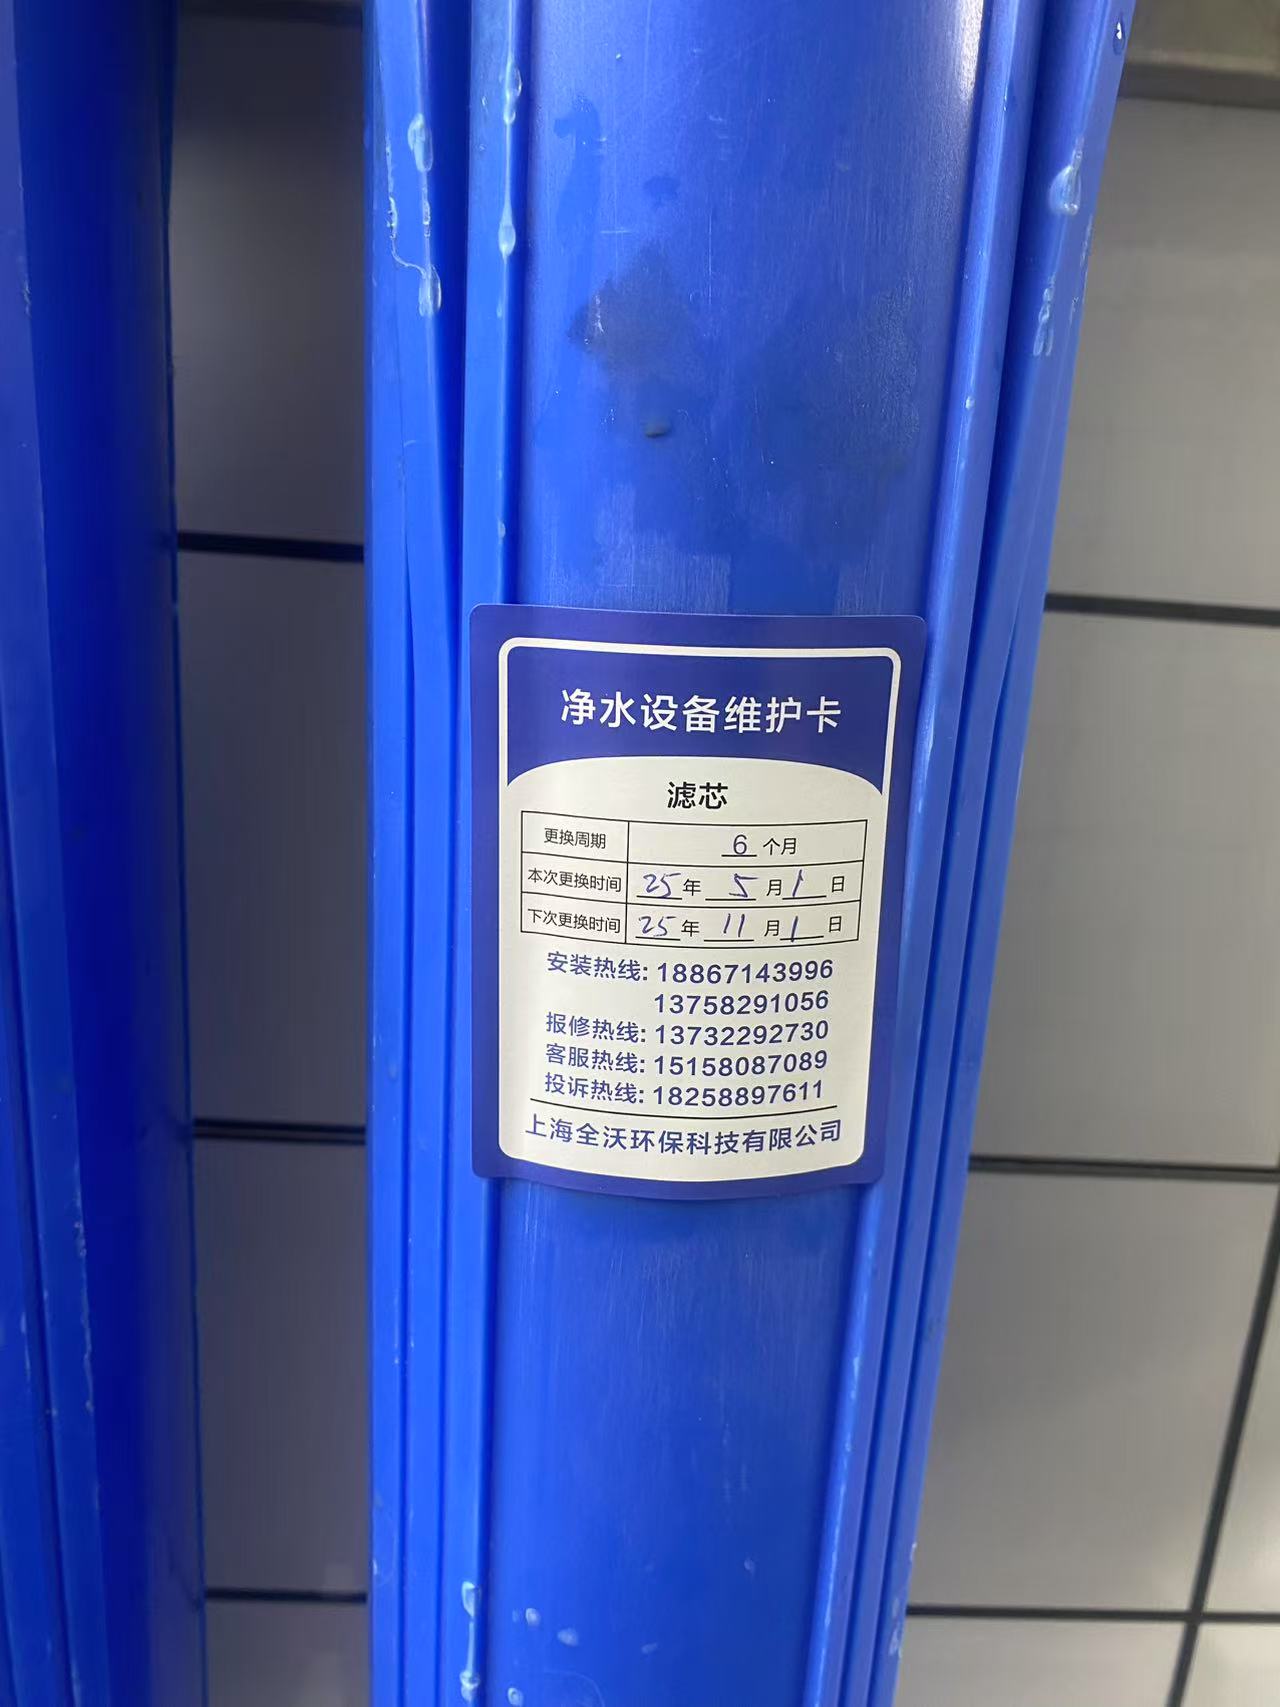 净水设备维护卡
滤芯
更换周期 6 个月
本次更换时间 25 年 5 月 1 日
下次更换时间 25 年 11 月 1 日
安装热线: 18867143996
13758291056
报修热线: 13732292730
客服热线: 15158087089
投诉热线: 18258897611
上海全沃环保科技有限公司